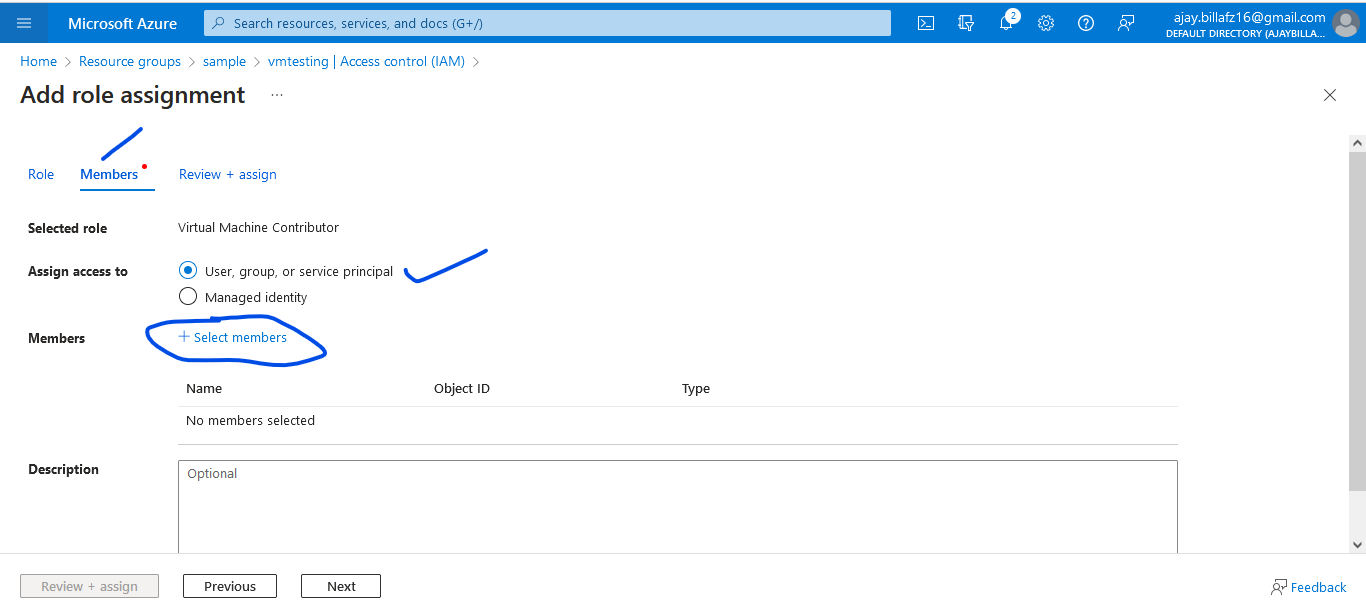 Microsoft Azure
Search resources, services, and docs (G+/)
2
ajay.billafz16@gmail.com
DEFAULT DIRECTORY (AJAYBILLA...
Home > Resource groups > sample > vmtesting | Access control (IAM) >
Add role assignment ...
Role Members Review + assign
Selected role Virtual Machine Contributor
Assign access to User, group, or service principal
Managed identity
Members + Select members
Name Object ID Type
No members selected
Description Optional
Review + assign Previous Next Feedback